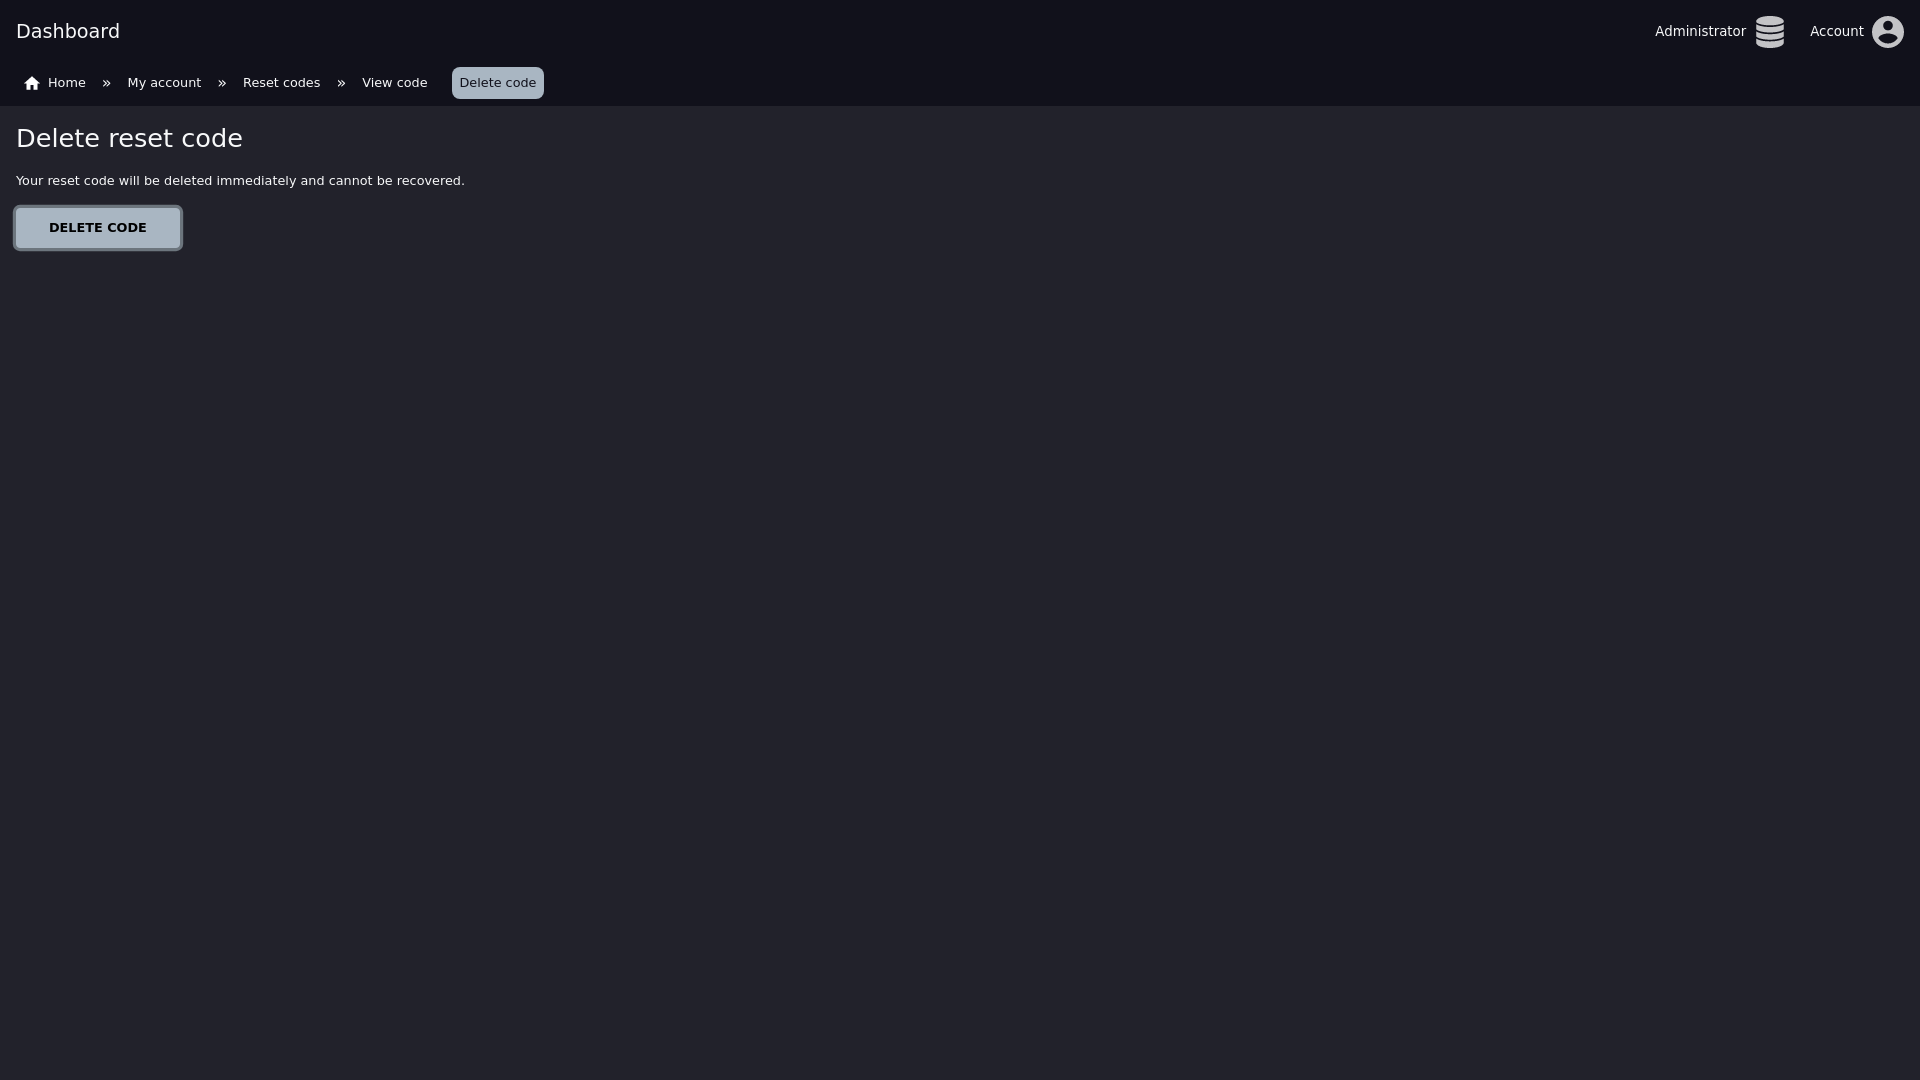 Dashboard
Administrator
Account
Home » My account » Reset codes » View code Delete code
Delete reset code
Your reset code will be deleted immediately and cannot be recovered.
DELETE CODE